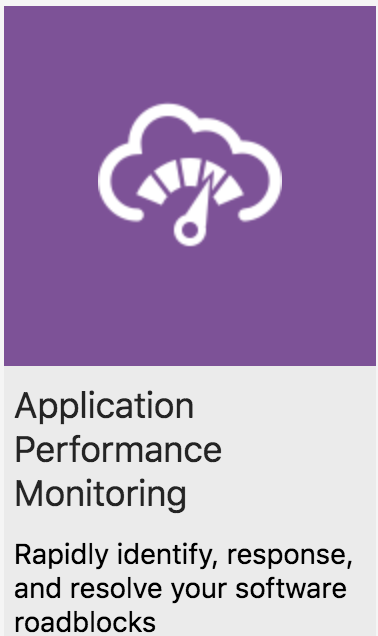 Application
Performance
Monitoring
Rapidly identify, response,
and resolve your software
roadblocks